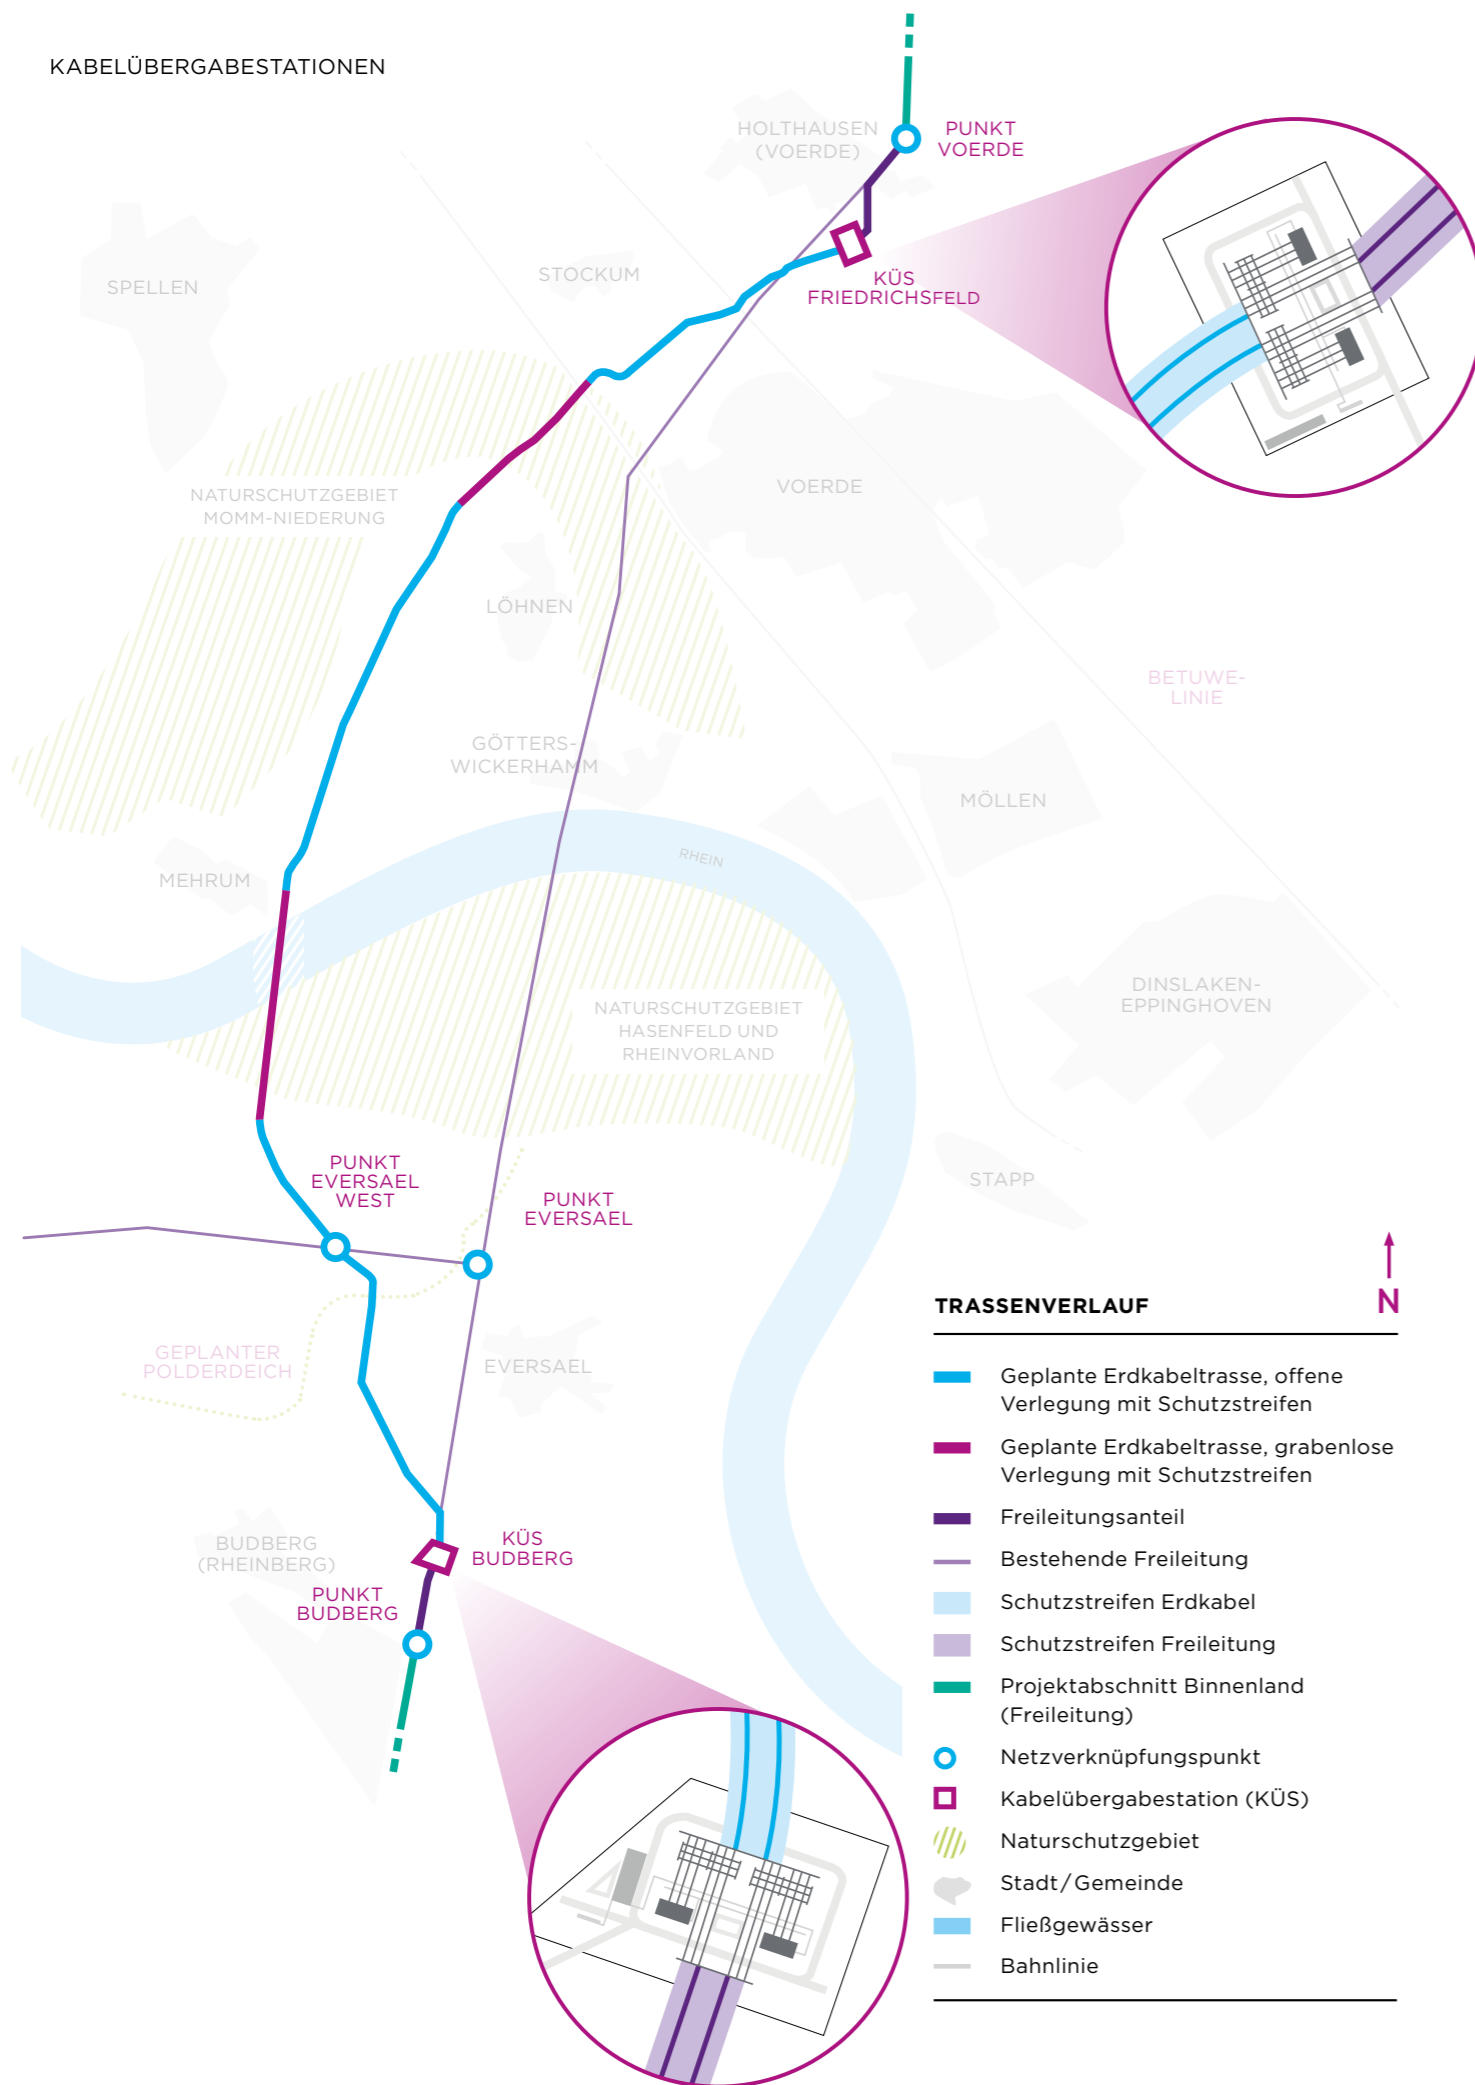 KABELÜBERGABESTATIONEN
HOLTHAUSEN
(VOERDE)
PUNKT
VOERDE
SPELLEN
STOCKUM
KÜS
FRIEDRICHSFELD
NATURSCHUTZGEBIET
MOMM-NIEDERUNG
VOERDE
LÖHNEN
BETUWE-
LINIE
GÖTTERS-
WICKERHAMM
MÖLLEN
RHEIN
MEHRUM
NATURSCHUTZGEBIET
HASENFELD UND
RHEINVORLAND
DINSLAKEN-
EPPINGHOVEN
PUNKT
EVERSAEL
WEST
PUNKT
EVERSAEL
STAPP
GEPLANTER
POLDERDEICH
EVERSAEL
BUDBERG
(RHEINBERG)
KÜS
BUDBERG
PUNKT
BUDBERG
N
TRASSENVERLAUF
Geplante Erdkabeltrasse, offene
Verlegung mit Schutzstreifen
Geplante Erdkabeltrasse, grabenlose
Verlegung mit Schutzstreifen
Freileitungsanteil
Bestehende Freileitung
Schutzstreifen Erdkabel
Schutzstreifen Freileitung
Projektabschnitt Binnenland
(Freileitung)
Netzverknüpfungspunkt
Kabelübergabestation (KÜS)
Naturschutzgebiet
Stadt/Gemeinde
Fließgewässer
Bahnlinie